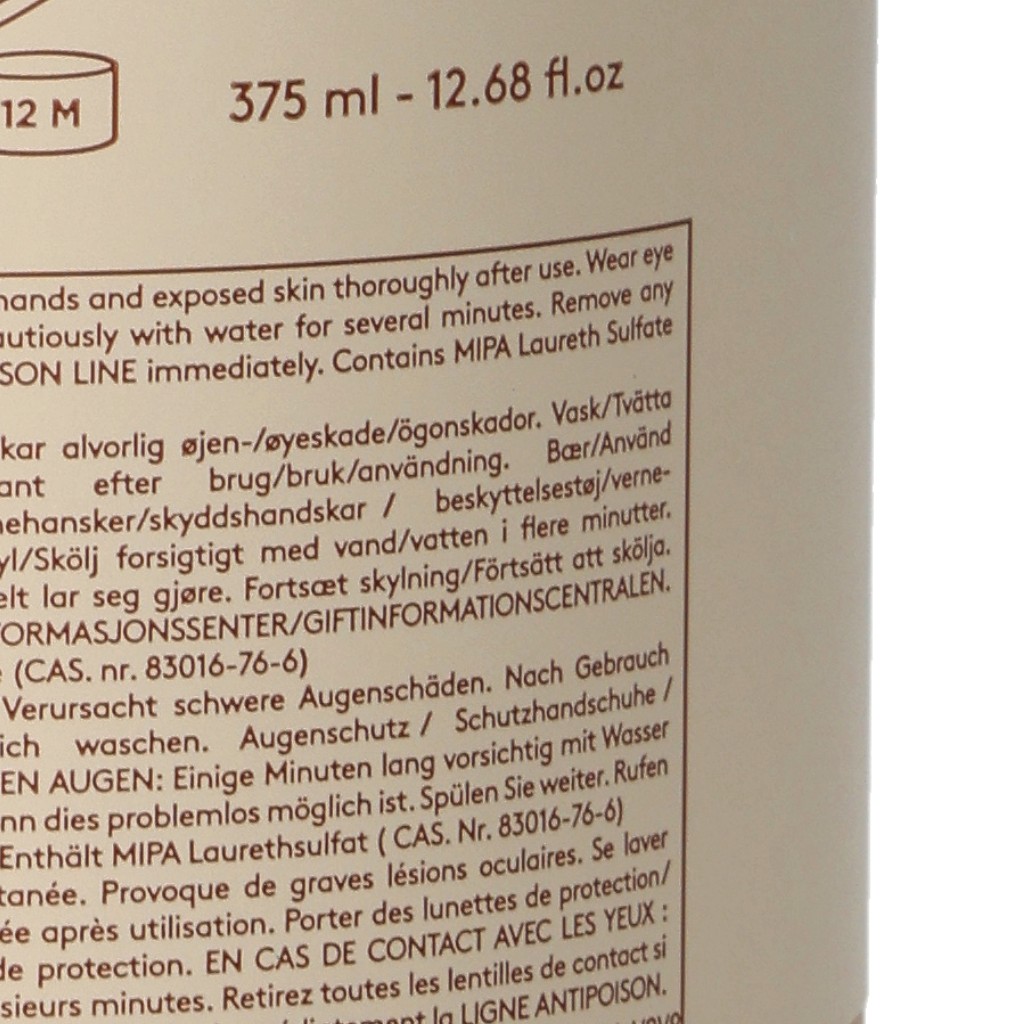 12 M
375 ml - 12.68 fl.oz
hands and exposed skin thoroughly after use. Wear eye
autiously with water for several minutes. Remove any
SON LINE immediately. Contains MIPA Laureth Sulfate
kar alvorlig øjen-/øyeskade/ögonskador. Vask/Tvätta
ant efter brug/bruk/användning. Bær/Använd
nehansker/skyddshandskar / beskyttelsestøj/verne-
yl/Skölj forsigtigt med vand/vatten i flere minutter.
elt lar seg gjøre. Fortsæt skylning/Förtsätt att skölja.
FORMASJONSSENTER/GIFTINFORMATIONSCENTRALEN.
(CAS. nr. 83016-76-6)
Verursacht schwere Augenschäden. Nach Gebrauch
ich waschen. Augenschutz / Schutzhandschuhe /
EN AUGEN: Einige Minuten lang vorsichtig mit Wasser
nn dies problemlos möglich ist. Spülen Sie weiter. Rufen
Enthält MIPA Laurethsulfat ( CAS. Nr. 83016-76-6)
tanée. Provoque de graves lésions oculaires. Se laver
ée après utilisation. Porter des lunettes de protection/
de protection. EN CAS DE CONTACT AVEC LES YEUX :
sieurs minutes. Retirez toutes les lentilles de contact si
la LIGNE ANTIPOISON.